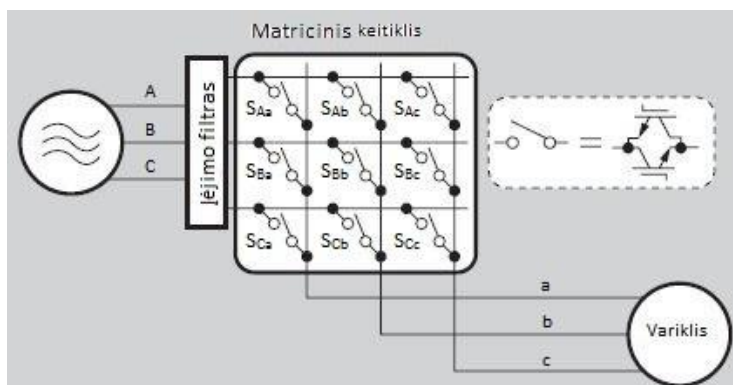 Matricinis keitiklis
A
B
C
Įėjimo filtras
SAa SAb SAc
SBa SBb SBc
SCa SCb SCc
a
b
c
Variklis